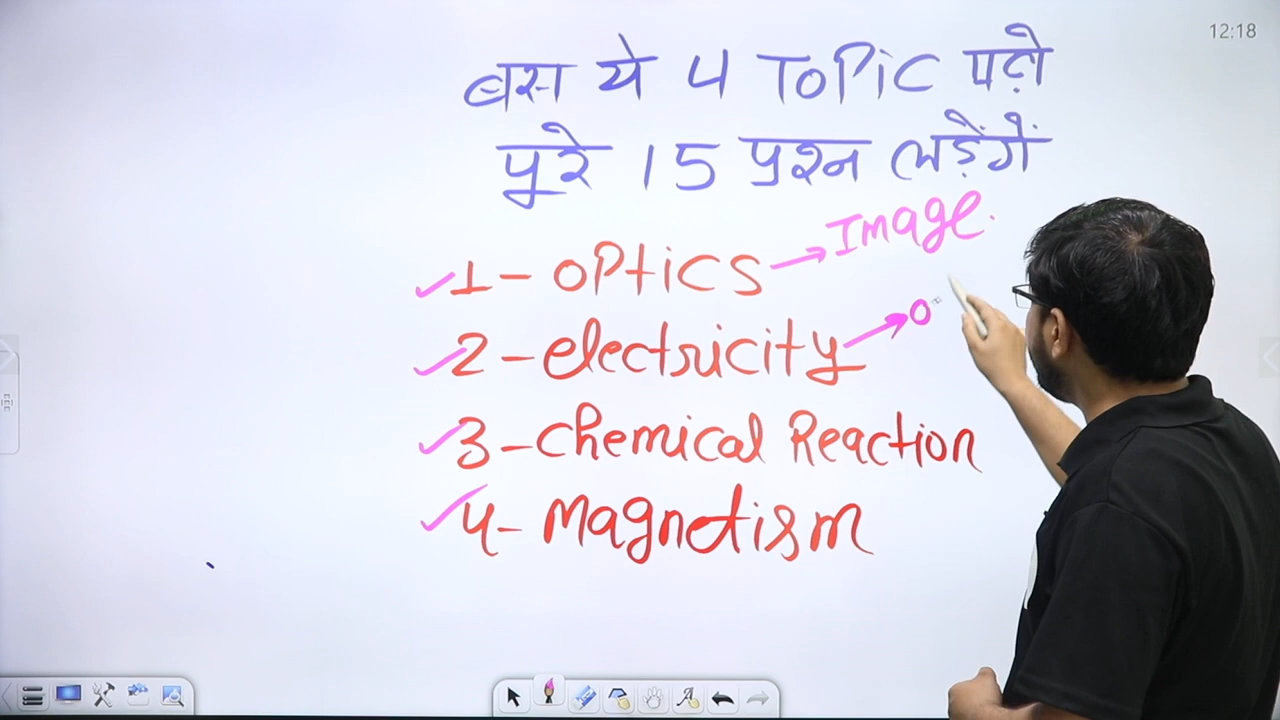 12:18
बस ये 4 TOPiC पढ़ो
पूरे 15 प्रश्न लड़ेंगें
1- OPtiCS → Image.
2- electricity → o
3- Chemical Reaction
4- Magnetism